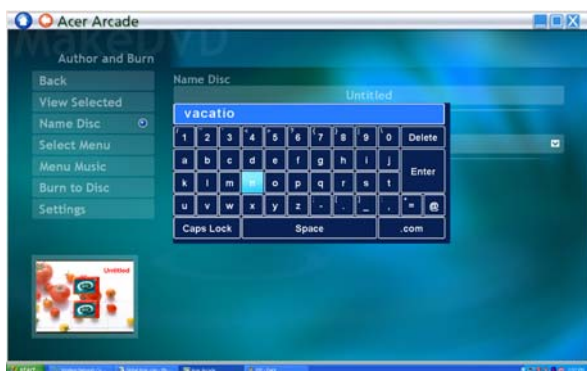 Acer Arcade
MakeDVD
Author and Burn
Back
View Selected
Name Disc
Select Menu
Menu Music
Burn to Disc
Settings
Name Disc
Untitled
vacatio
1 2 3 4 5 6 7 8 9 0 Delete
a b c d e f g h i j
Enter
k l m n o p q r s t
u v w x y z - . _ , = @
Caps Lock Space .com
Untitled
start